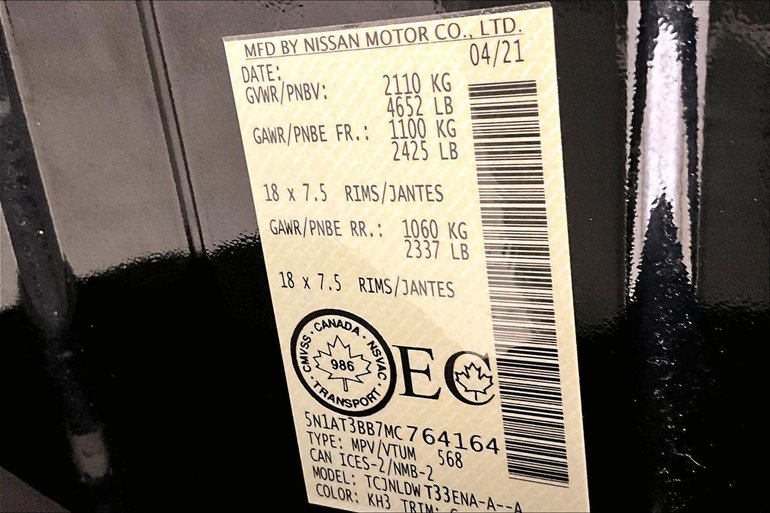 MFD BY NISSAN MOTOR CO., LTD.
DATE: 04/21
GVWR/PNBV: 2110 KG
4652 LB
GAWR/PNBE FR.: 1100 KG
2425 LB
18 x 7.5 RIMS/JANTES
GAWR/PNBE RR.: 1060 KG
2337 LB
18 x 7.5 RIMS/JANTES
CANADA · NSVAC · TRANSPORT · CMVSS ·
986
EC
5N1AT3BB7MC764164
TYPE: MPV/VTUM 568
CAN ICES-2/NMB-2
MODEL: TCJNLDWT33ENA-A--A
COLOR: KH3 TRIM: